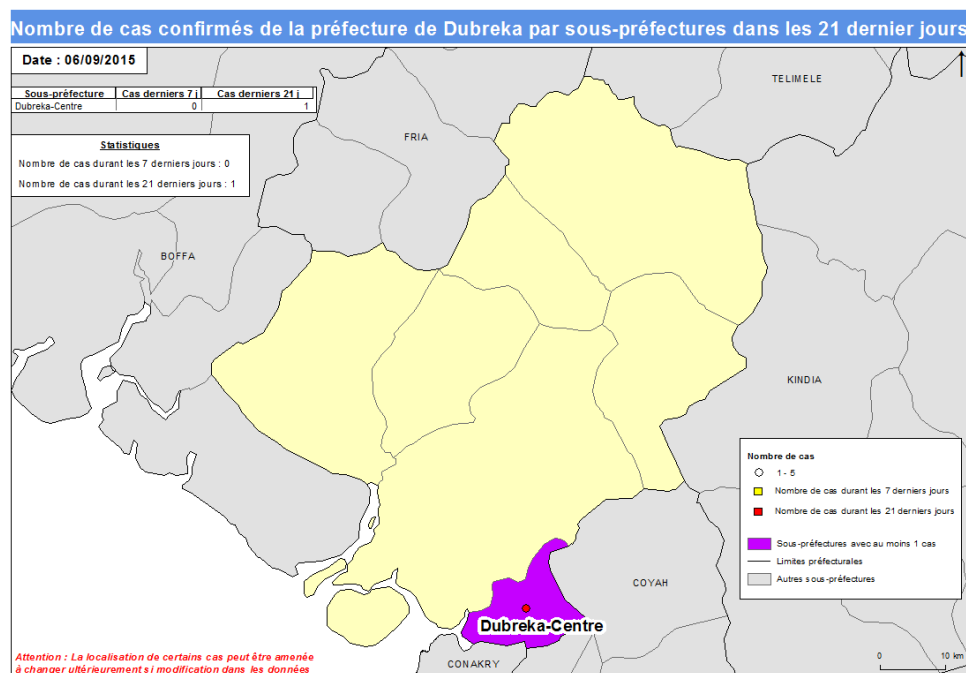 Nombre de cas confirmés de la préfecture de Dubreka par sous-préfectures dans les 21 dernier jours
Date : 06/09/2015
Sous-préfecture Cas derniers 7 j Cas derniers 21 j
Dubreka-Centre 0 1
Statistiques
Nombre de cas durant les 7 derniers jours : 0
Nombre de cas durant les 21 derniers jours : 1
TELIMELE
FRIA
BOFFA
KINDIA
Nombre de cas
1 - 5
Nombre de cas durant les 7 derniers jours
Nombre de cas durant les 21 derniers jours
Sous-préfectures avec au moins 1 cas
Limites préfecturales
Autres sous-préfectures
COYAH
Dubreka-Centre
CONAKRY
Attention : La localisation de certains cas peut être amenée
à changer ultérieurement si modification dans les données
0 10 km